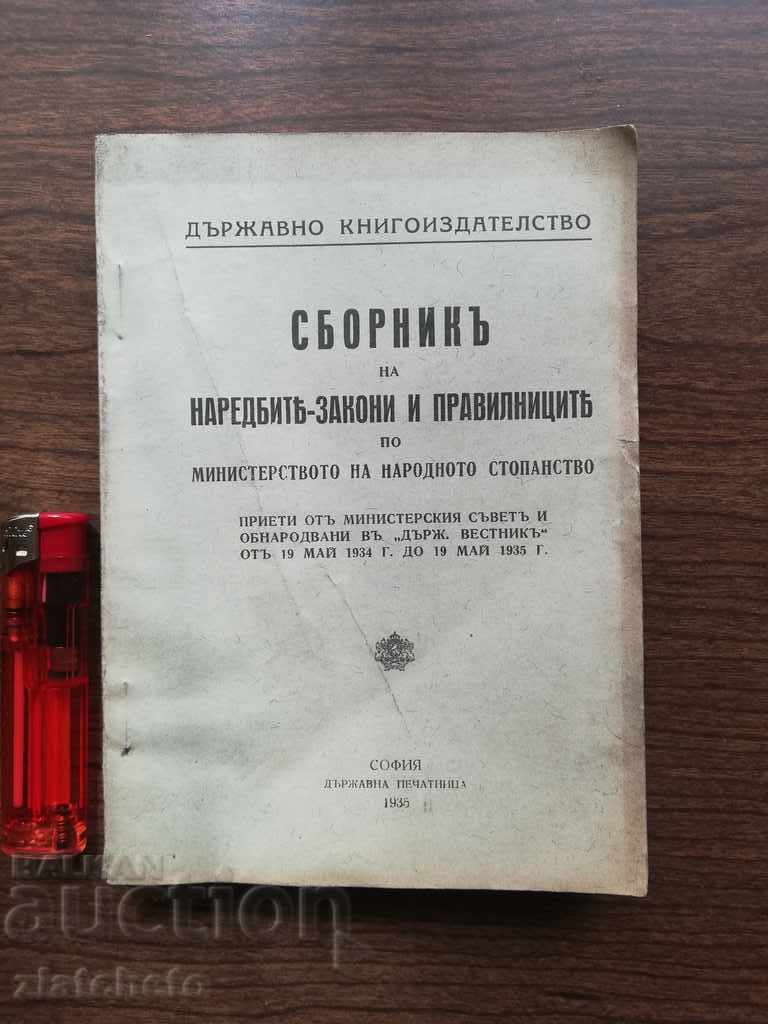 ДЪРЖАВНО КНИГОИЗДАТЕЛСТВО
СБОРНИКЪ
НА
НАРЕДБИТѢ-ЗАКОНИ И ПРАВИЛНИЦИТѢ
ПО
МИНИСТЕРСТВОТО НА НАРОДНОТО СТОПАНСТВО
ПРИЕТИ ОТЪ МИНИСТЕРСКИЯ СЪВЕТЪ И
ОБНАРОДВАНИ ВЪ „ДЪРЖ. ВЕСТНИКЪ“
ОТЪ 19 МАЙ 1934 Г. ДО 19 МАЙ 1935 Г.
СОФИЯ
ДЪРЖАВНА ПЕЧАТНИЦА
1935
BALKAN
auction
zlatcheto